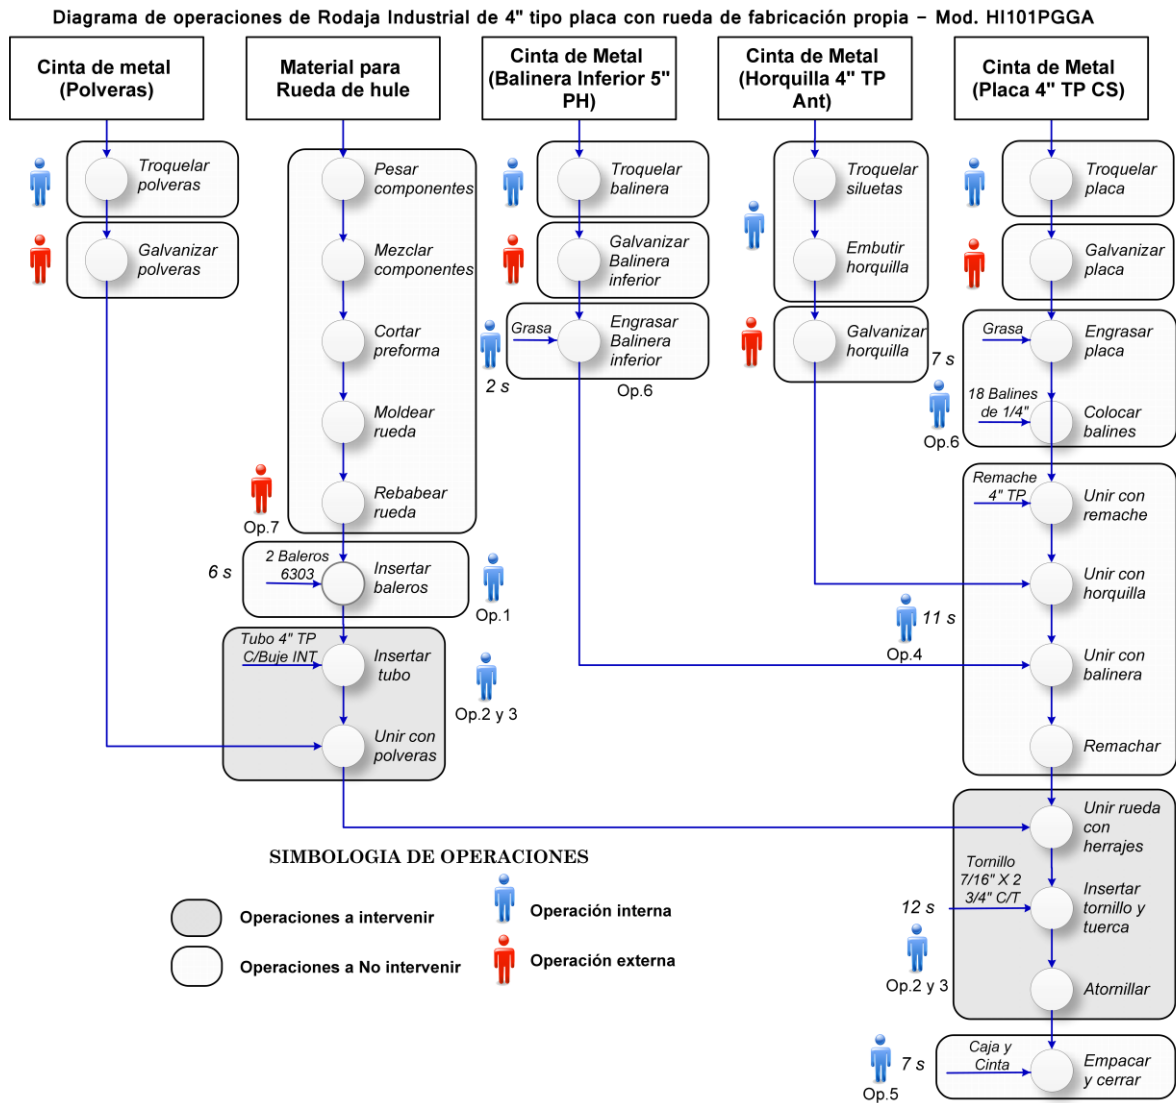 Diagrama de operaciones de Rodaja Industrial de 4" tipo placa con rueda de fabricación propia – Mod. HI101PGGA
Cinta de metal
(Polveras)
Material para
Rueda de hule
Cinta de Metal
(Balinera Inferior 5"
PH)
Cinta de Metal
(Horquilla 4" TP
Ant)
Cinta de Metal
(Placa 4" TP CS)
Troquelar
polveras
Galvanizar
polveras
Pesar
componentes
Mezclar
componentes
Cortar
preforma
Moldear
rueda
Rebabear
rueda
Op.7
6 s
2 Baleros
6303
Insertar
baleros
Op.1
Tubo 4" TP
C/Buje INT
Insertar
tubo
Op.2 y 3
Unir con
polveras
Troquelar
balinera
Galvanizar
Balinera
inferior
Grasa
Engrasar
Balinera
inferior
2 s
Op.6
Troquelar
siluetas
Embutir
horquilla
Galvanizar
horquilla
Troquelar
placa
Galvanizar
placa
Grasa
Engrasar
placa
7 s
18 Balines
de 1/4"
Colocar
balines
Op.6
Remache
4" TP
Unir con
remache
Unir con
horquilla
11 s
Op.4
Unir con
balinera
Remachar
Unir rueda
con
herrajes
Tornillo
7/16" X 2
3/4" C/T
Insertar
tornillo y
tuerca
12 s
Op.2 y 3
Atornillar
Caja y
Cinta
Empacar
y cerrar
7 s
Op.5
SIMBOLOGIA DE OPERACIONES
Operaciones a intervenir
Operación interna
Operaciones a No intervenir
Operación externa